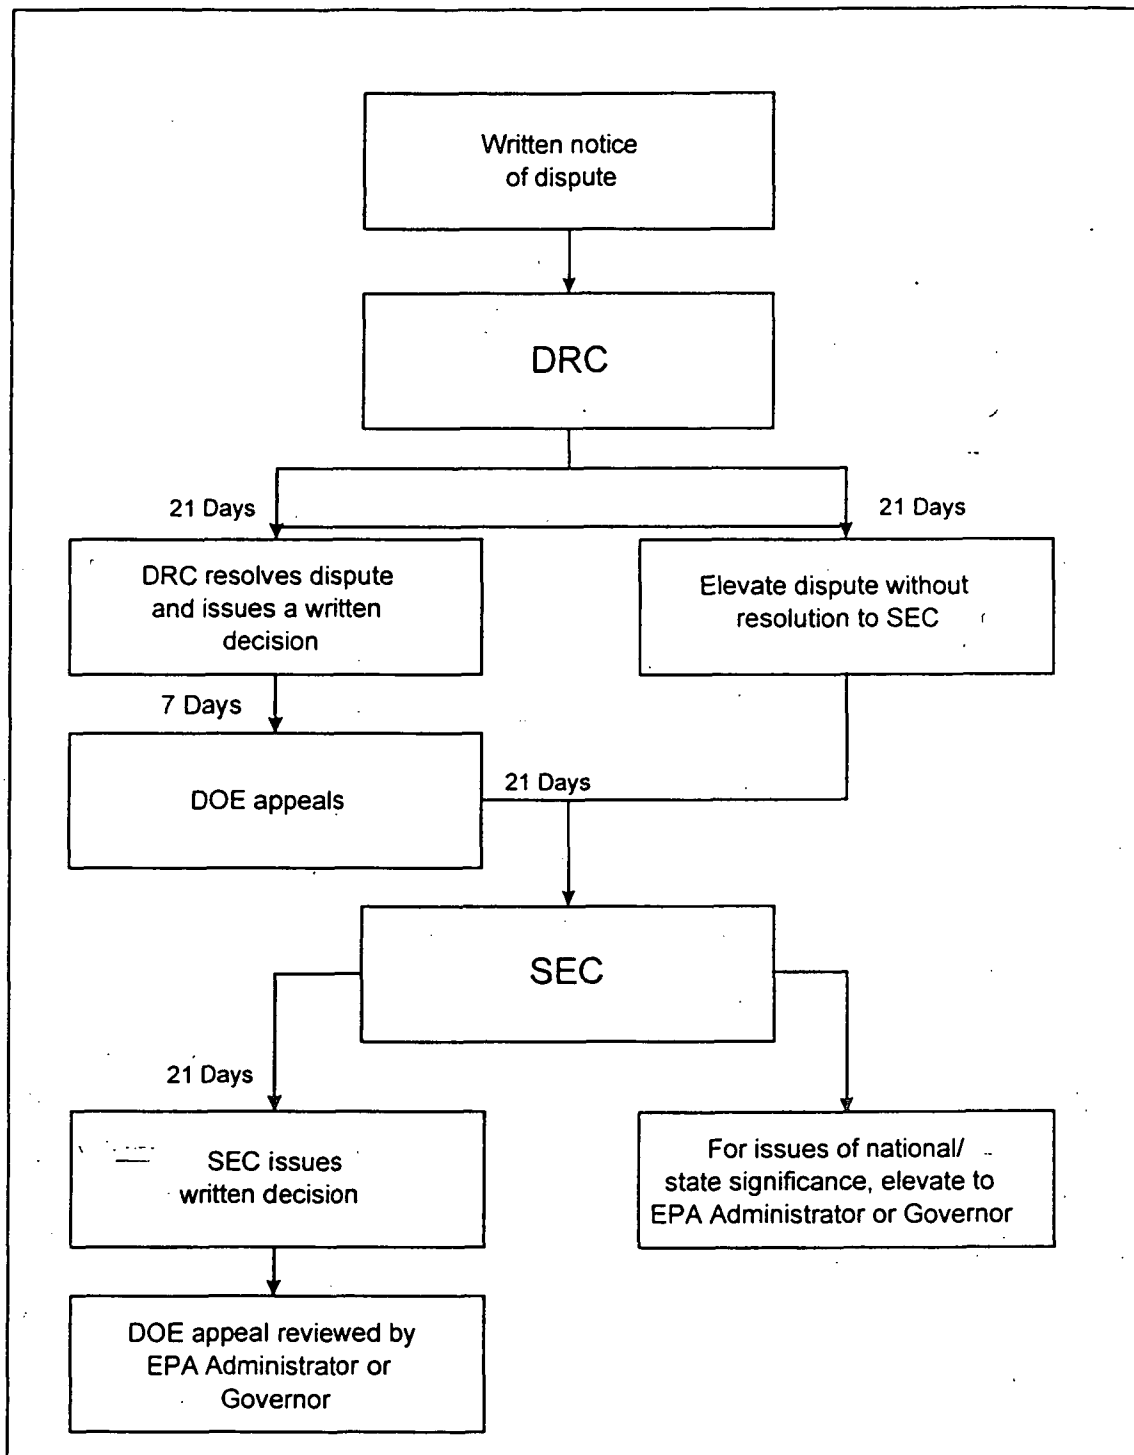 Written notice
of dispute
DRC
21 Days
21 Days
DRC resolves dispute
and issues a written
decision
Elevate dispute without
resolution to SEC
7 Days
DOE appeals
21 Days
SEC
21 Days
SEC issues
written decision
For issues of national/
state significance, elevate to
EPA Administrator or Governor
DOE appeal reviewed by
EPA Administrator or
Governor